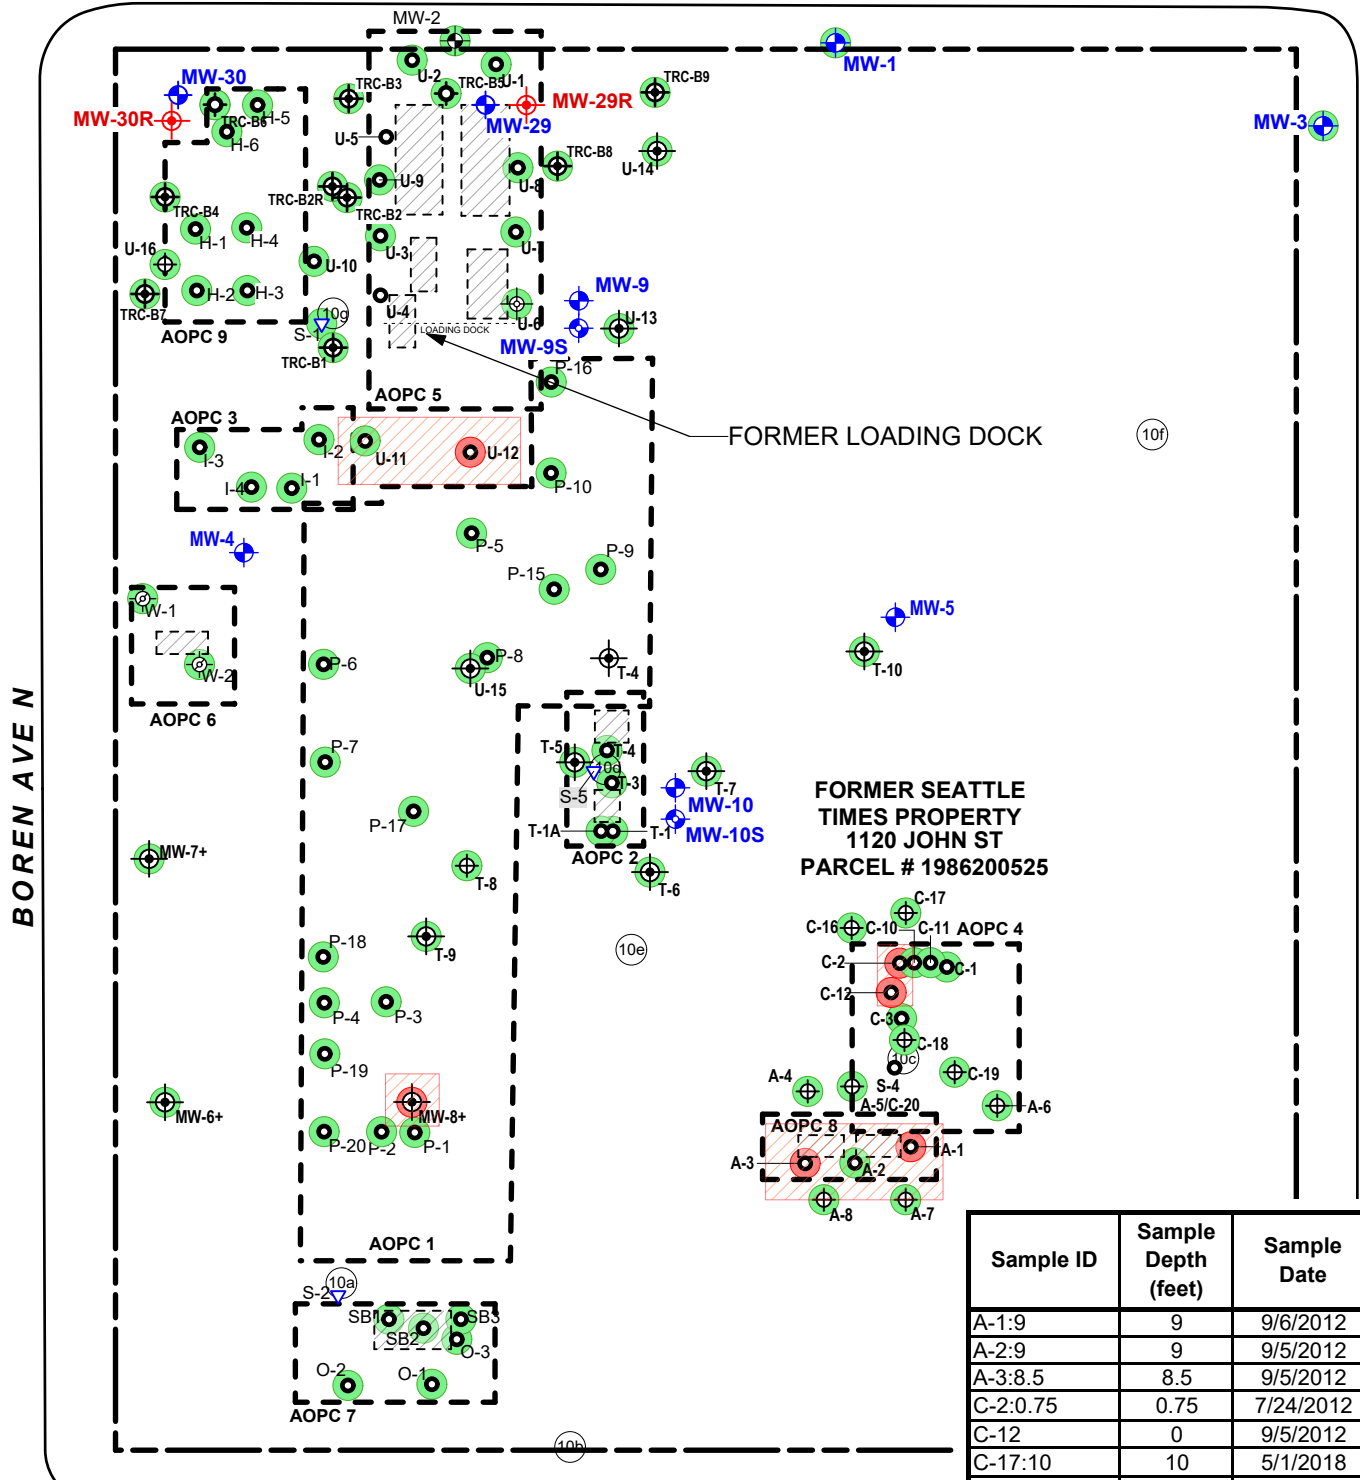 MW-2
MW-1
MW-30
TRC-B3
U-2
TRC-B5
U-1
TRC-B9
MW-30R
TRC-B6
H-5
MW-29R
MW-29
MW-3
H-6
U-5
U-14
TRC-B8
U-9
U-8
TRC-B4
TRC-B2R
TRC-B2
H-1
H-4
U-3
U-7
U-16
U-10
H-2
H-3
MW-9
TRC-B7
10g
U-4
U-6
U-13
S-1
LOADING DOCK
AOPC 9
MW-9S
TRC-B1
P-16
AOPC 5
AOPC 3
FORMER LOADING DOCK
10f
I-3
I-2
U-11
U-12
I-4
I-1
P-10
P-5
MW-4
P-9
P-15
W-1
MW-5
P-6
P-8
T-4
T-10
W-2
U-15
AOPC 6
BOREN AVE N
P-7
T-5
T-4
10d
T-3
T-7
S-5
MW-10
FORMER SEATTLE
TIMES PROPERTY
1120 JOHN ST
PARCEL # 1986200525
P-17
T-1A
T-1
MW-10S
AOPC 2
MW-7+
T-8
T-6
C-17
C-16
C-10
C-11
AOPC 4
P-18
T-9
10e
C-2
C-1
C-12
P-4
P-3
C-3
C-18
10c
P-19
C-19
A-4
S-4
A-5/C-20
A-6
MW-6+
MW-8+
AOPC 8
P-20
P-2
P-1
A-3
A-2
A-1
A-8
A-7
AOPC 1
10a
S-2
SB1
SB2
SB3
O-3
O-2
O-1
AOPC 7
10b
Sample ID Sample Depth (feet) Sample Date
A-1:9 9 9/6/2012
A-2:9 9 9/5/2012
A-3:8.5 8.5 9/5/2012
C-2:0.75 0.75 7/24/2012
C-12 0 9/5/2012
C-17:10 10 5/1/2018